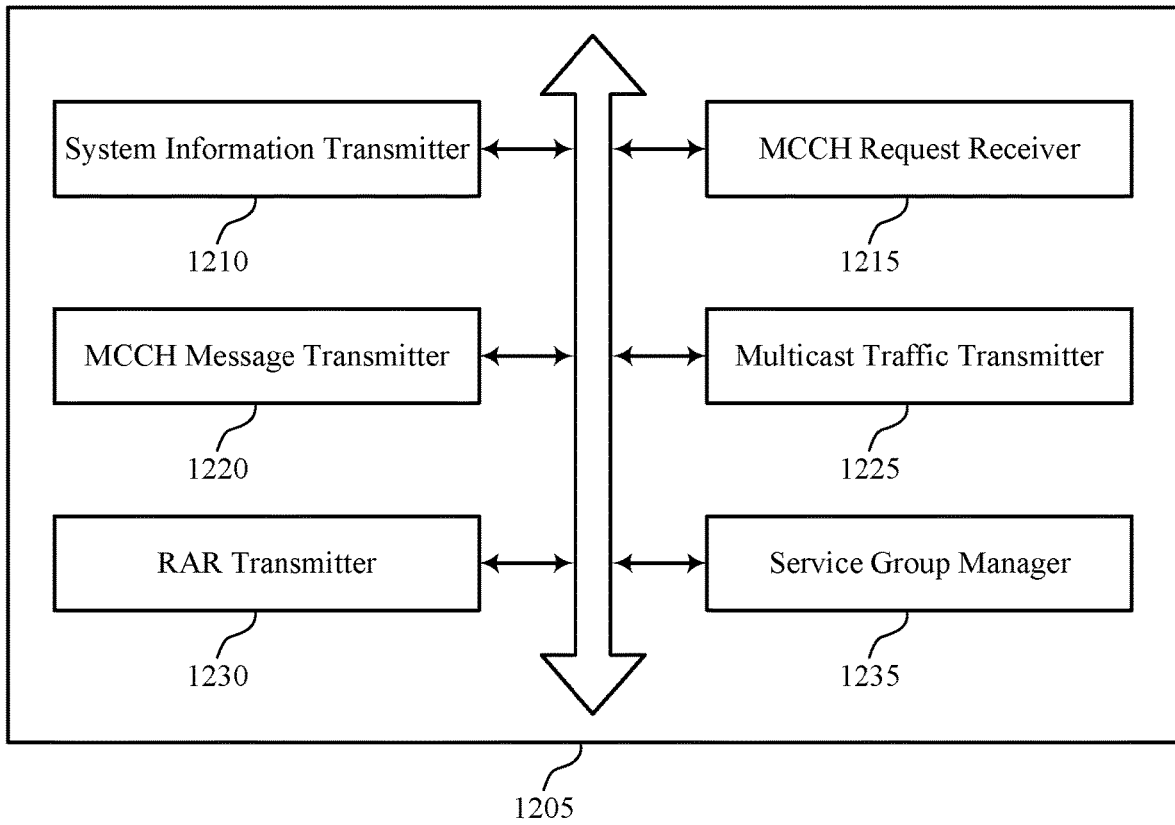 System Information Transmitter
MCCH Request Receiver
1210
1215
MCCH Message Transmitter
Multicast Traffic Transmitter
1220
1225
RAR Transmitter
Service Group Manager
1230
1235
1205